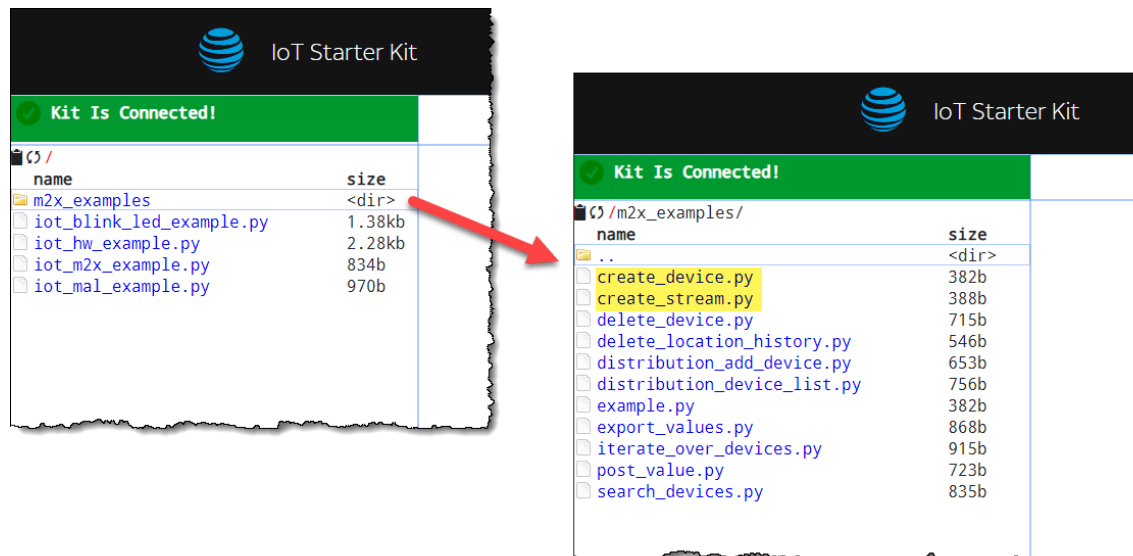 IoT Starter Kit
Kit Is Connected!
/
name size
m2x_examples <dir>
iot_blink_led_example.py 1.38kb
iot_hw_example.py 2.28kb
iot_m2x_example.py 834b
iot_mal_example.py 970b
IoT Starter Kit
Kit Is Connected!
/m2x_examples/
name size
.. <dir>
create_device.py 382b
create_stream.py 388b
delete_device.py 715b
delete_location_history.py 546b
distribution_add_device.py 653b
distribution_device_list.py 756b
example.py 382b
export_values.py 868b
iterate_over_devices.py 915b
post_value.py 723b
search_devices.py 835b